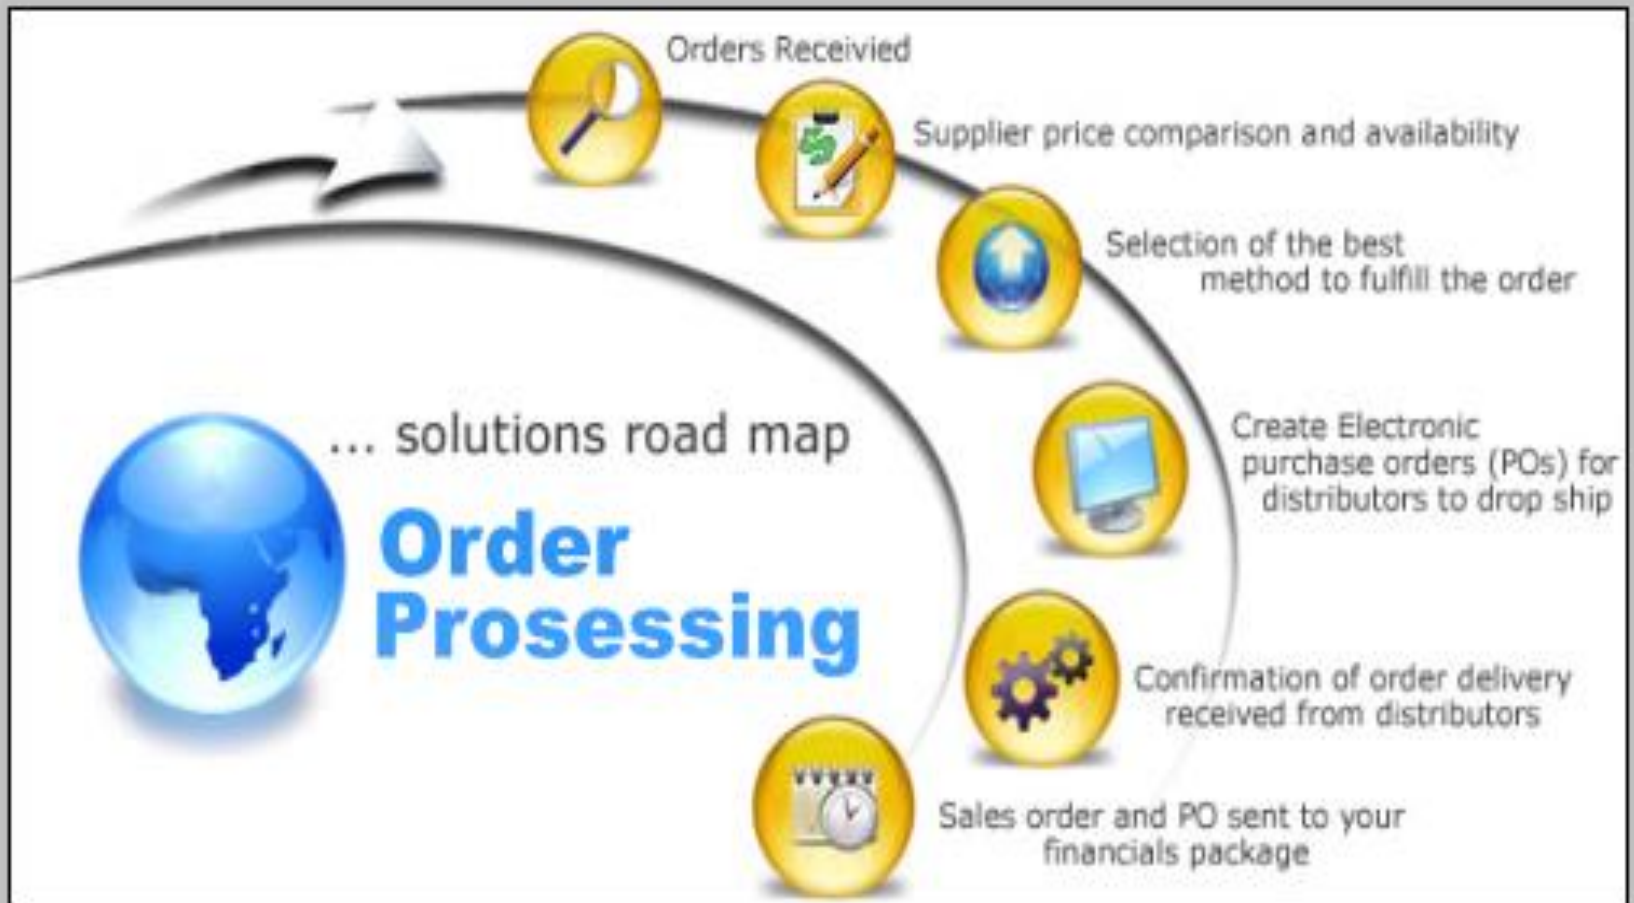 Orders Receivied
Supplier price comparison and availability
Selection of the best
method to fulfill the order
Create Electronic
purchase orders (POs) for
distributors to drop ship
... solutions road map
Order
Prosessing
Confirmation of order delivery
received from distributors
Sales order and PO sent to your
financials package